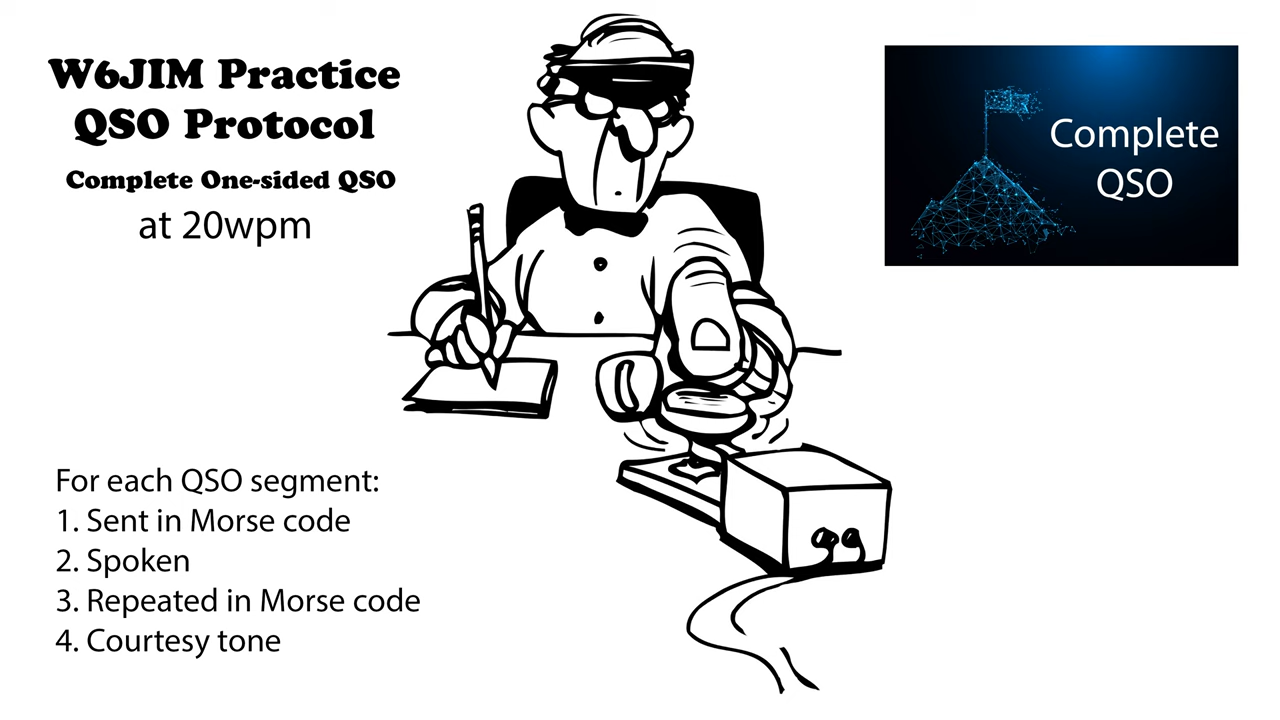 W6JIM Practice
QSO Protocol
Complete One-sided QSO
at 20wpm
Complete
QSO
For each QSO segment:
1. Sent in Morse code
2. Spoken
3. Repeated in Morse code
4. Courtesy tone